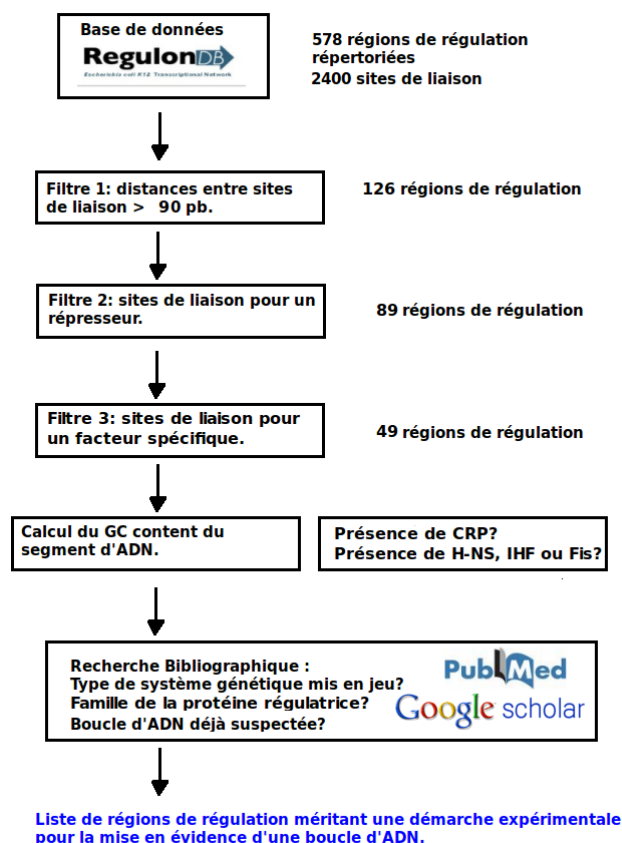 Base de données
RegulonDB
Escherichia coli K12 Transcriptional Network
578 régions de régulation
répertoriées
2400 sites de liaison
Filtre 1: distances entre sites
de liaison > 90 pb.
126 régions de régulation
Filtre 2: sites de liaison pour un
répresseur.
89 régions de régulation
Filtre 3: sites de liaison pour
un facteur spécifique.
49 régions de régulation
Calcul du GC content du
segment d'ADN.
Présence de CRP?
Présence de H-NS, IHF ou Fis?
Recherche Bibliographique :
Type de système génétique mis en jeu?
Famille de la protéine régulatrice?
Boucle d'ADN déjà suspectée?
PubMed
Google scholar
Liste de régions de régulation méritant une démarche expérimentale
pour la mise en évidence d'une boucle d'ADN.